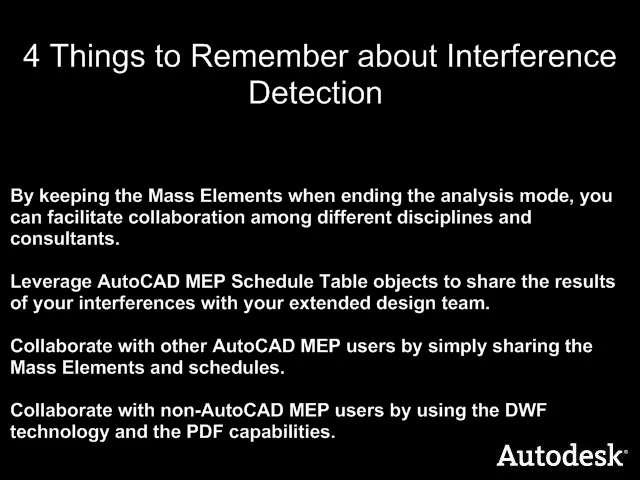 4 Things to Remember about Interference
Detection
By keeping the Mass Elements when ending the analysis mode, you
can facilitate collaboration among different disciplines and
consultants.
Leverage AutoCAD MEP Schedule Table objects to share the results
of your interferences with your extended design team.
Collaborate with other AutoCAD MEP users by simply sharing the
Mass Elements and schedules.
Collaborate with non-AutoCAD MEP users by using the DWF
technology and the PDF capabilities.
Autodesk®